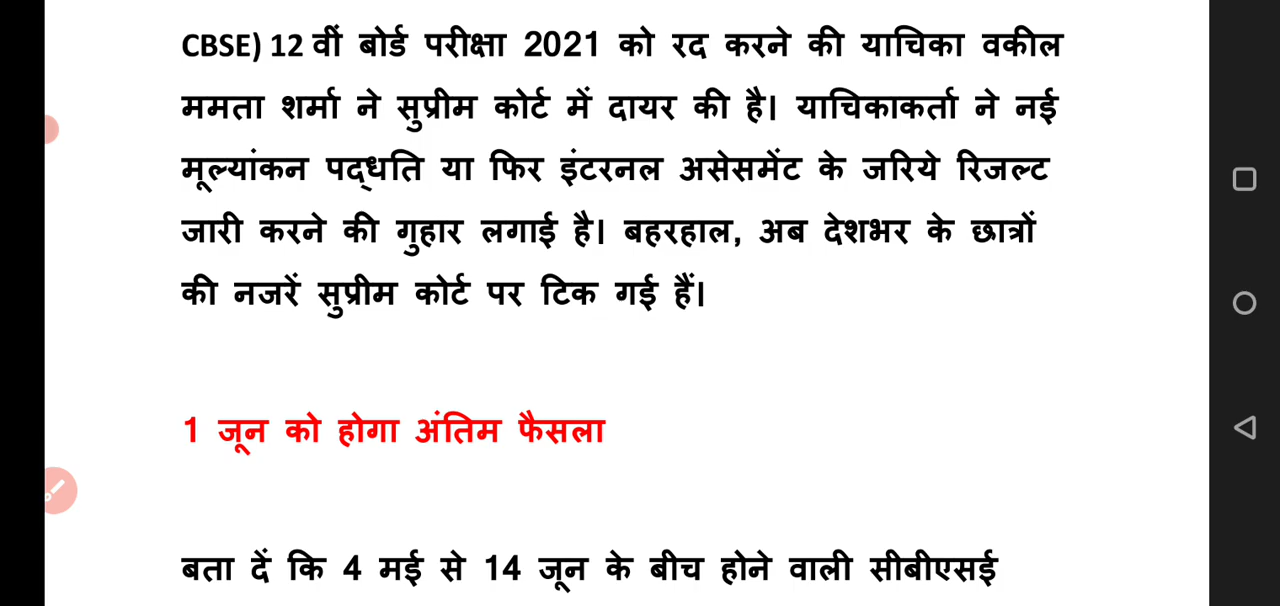 CBSE) 12 वीं बोर्ड परीक्षा 2021 को रद करने की याचिका वकील
ममता शर्मा ने सुप्रीम कोर्ट में दायर की है। याचिकाकर्ता ने नई
मूल्यांकन पद्धति या फिर इंटरनल असेसमेंट के जरिये रिजल्ट
जारी करने की गुहार लगाई है। बहरहाल, अब देशभर के छात्रों
की नजरें सुप्रीम कोर्ट पर टिक गई हैं।
1 जून को होगा अंतिम फैसला
बता दें कि 4 मई से 14 जून के बीच होने वाली सीबीएसई